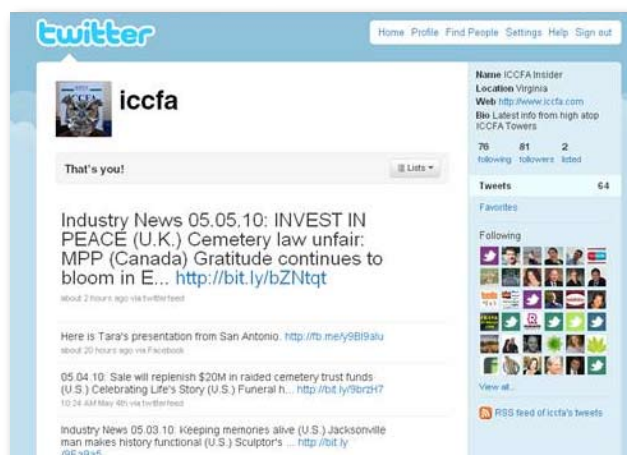 twitter
Home Profile Find People Settings Help Sign out
iccfa
That's you!
Lists
Industry News 05.05.10: INVEST IN
PEACE (U.K.) Cemetery law unfair:
MPP (Canada) Gratitude continues to
bloom in E... http://bit.ly/bZNtqt
about 2 hours ago via twitterfeed
Here is Tara's presentation from San Antonio. http://fb.me/y9BI9alu
about 20 hours ago via Facebook
05.04.10: Sale will replenish $20M in raided cemetery trust funds
(U.S.) Celebrating Life's Story (U.S.) Funeral h... http://bit.ly/9brzH7
10:24 AM May 4th via twitterfeed
Industry News 05.03.10: Keeping memories alive (U.S.) Jacksonville
man makes history functional (U.S.) Sculptor's ... http://bit.ly
Name ICCFA Insider
Location Virginia
Web http://www.iccfa.com
Bio Latest info from high atop
ICCFA Towers
76 81 2
following followers listed
Tweets 64
Favorites
Following
View all...
RSS feed of iccfa's tweets